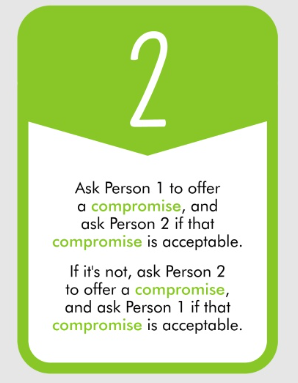 2
Ask Person 1 to offer
a compromise, and
ask Person 2 if that
compromise is acceptable.
If it's not, ask Person 2
to offer a compromise,
and ask Person 1 if that
compromise is acceptable.